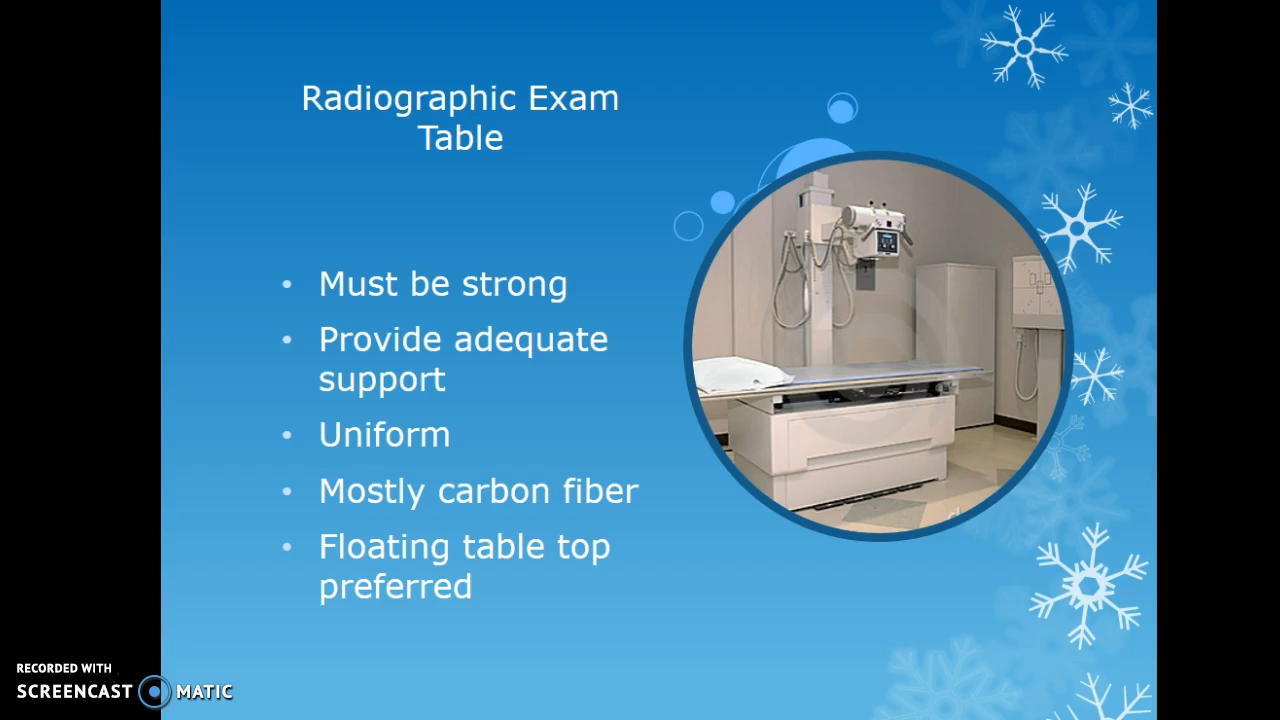 Radiographic Exam
Table
• Must be strong
• Provide adequate
support
• Uniform
• Mostly carbon fiber
• Floating table top
preferred
RECORDED WITH
SCREENCAST MATIC